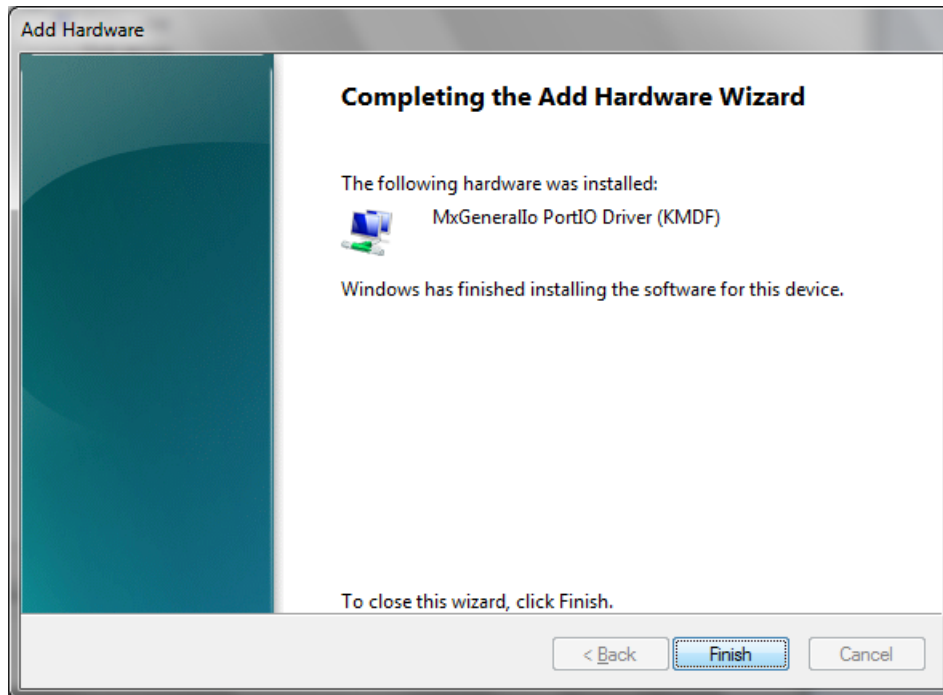 Add Hardware
Completing the Add Hardware Wizard
The following hardware was installed:
MxGeneralIo PortIO Driver (KMDF)
Windows has finished installing the software for this device.
To close this wizard, click Finish.
< Back
Finish
Cancel